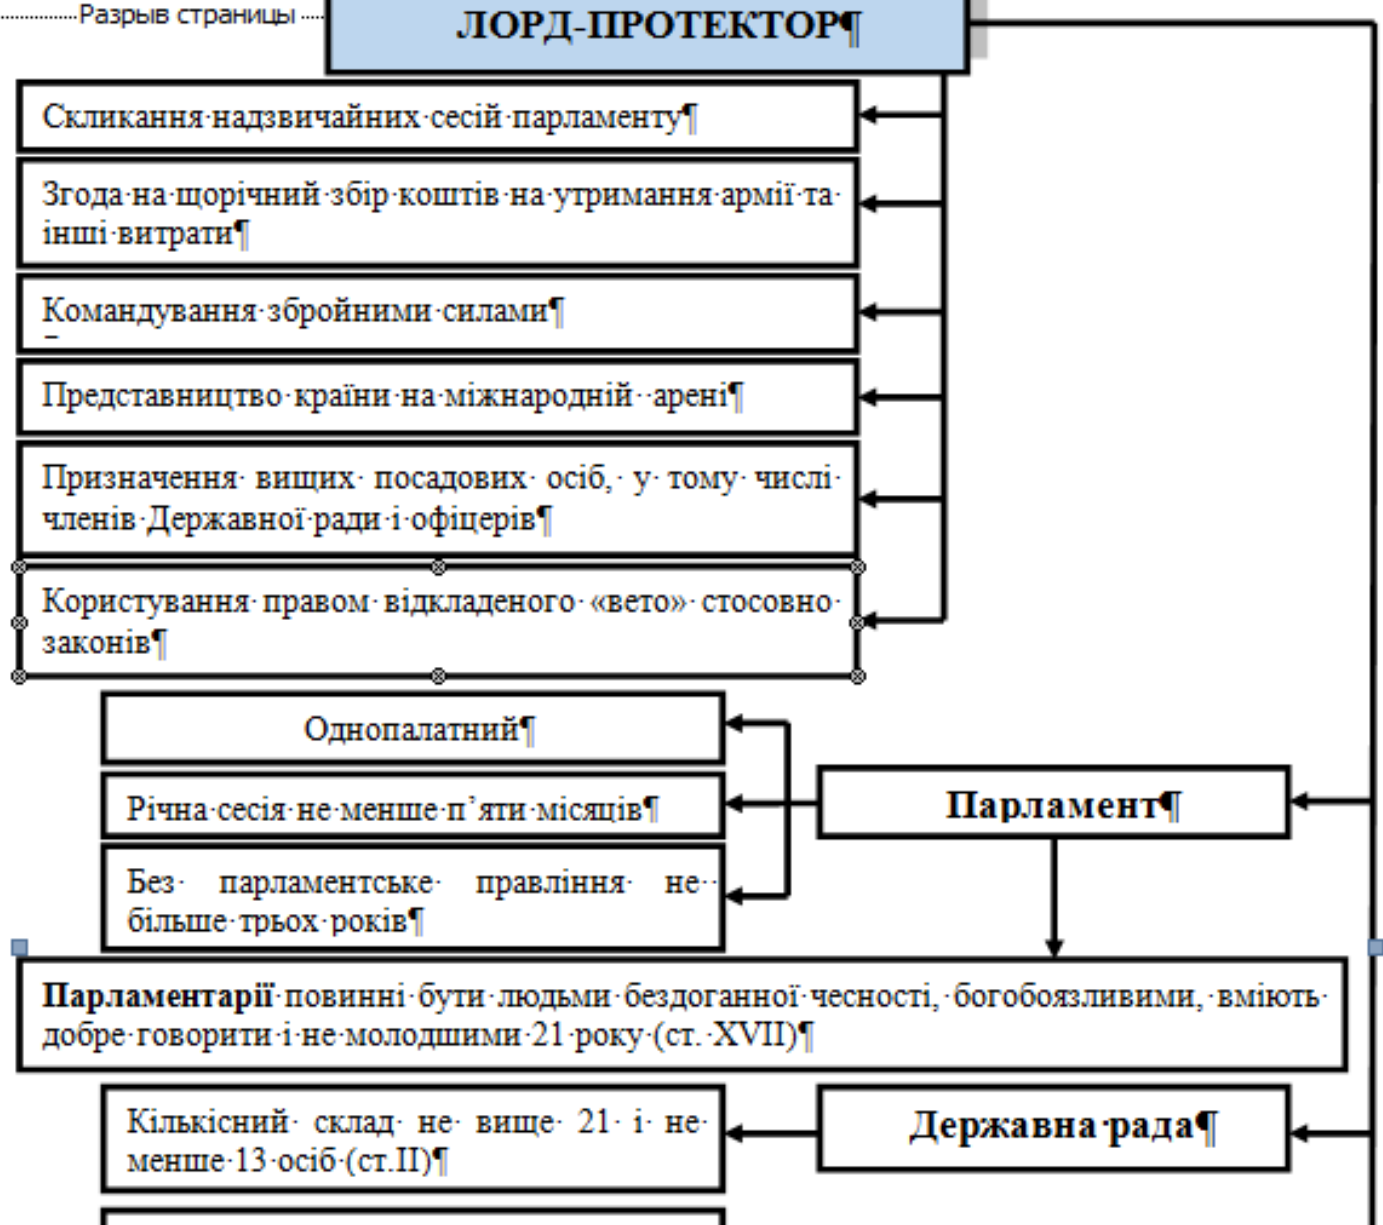 Разрыв страницы
ЛОРД-ПРОТЕКТОР¶
Скликання·надзвичайних·сесій·парламенту¶
Згода·на·щорічний·збір·коштів·на·утримання·армії·та·
інші·витрати¶
Командування·збройними·силами¶
Представництво·країни·на·міжнародній··арені¶
Призначення· вищих· посадових· осіб,· у· тому· числі·
членів·Державної·ради·і·офіцерів¶
Користування· правом· відкладеного· «вето»· стосовно·
законів¶
Однопалатний¶
Річна·сесія·не·менше·п’яти·місяців¶
Парламент¶
Без· парламентське· правління· не··
більше·трьох·років¶
Парламентарії·повинні·бути·людьми·бездоганної·чесності,·богобоязливими,·вміють·
добре·говорити·і·не·молодшими·21·року·(ст.·XVII)¶
Кількісний· склад· не· вище· 21· і· не·
менше·13·осіб·(ст.II)¶
Державна·рада¶